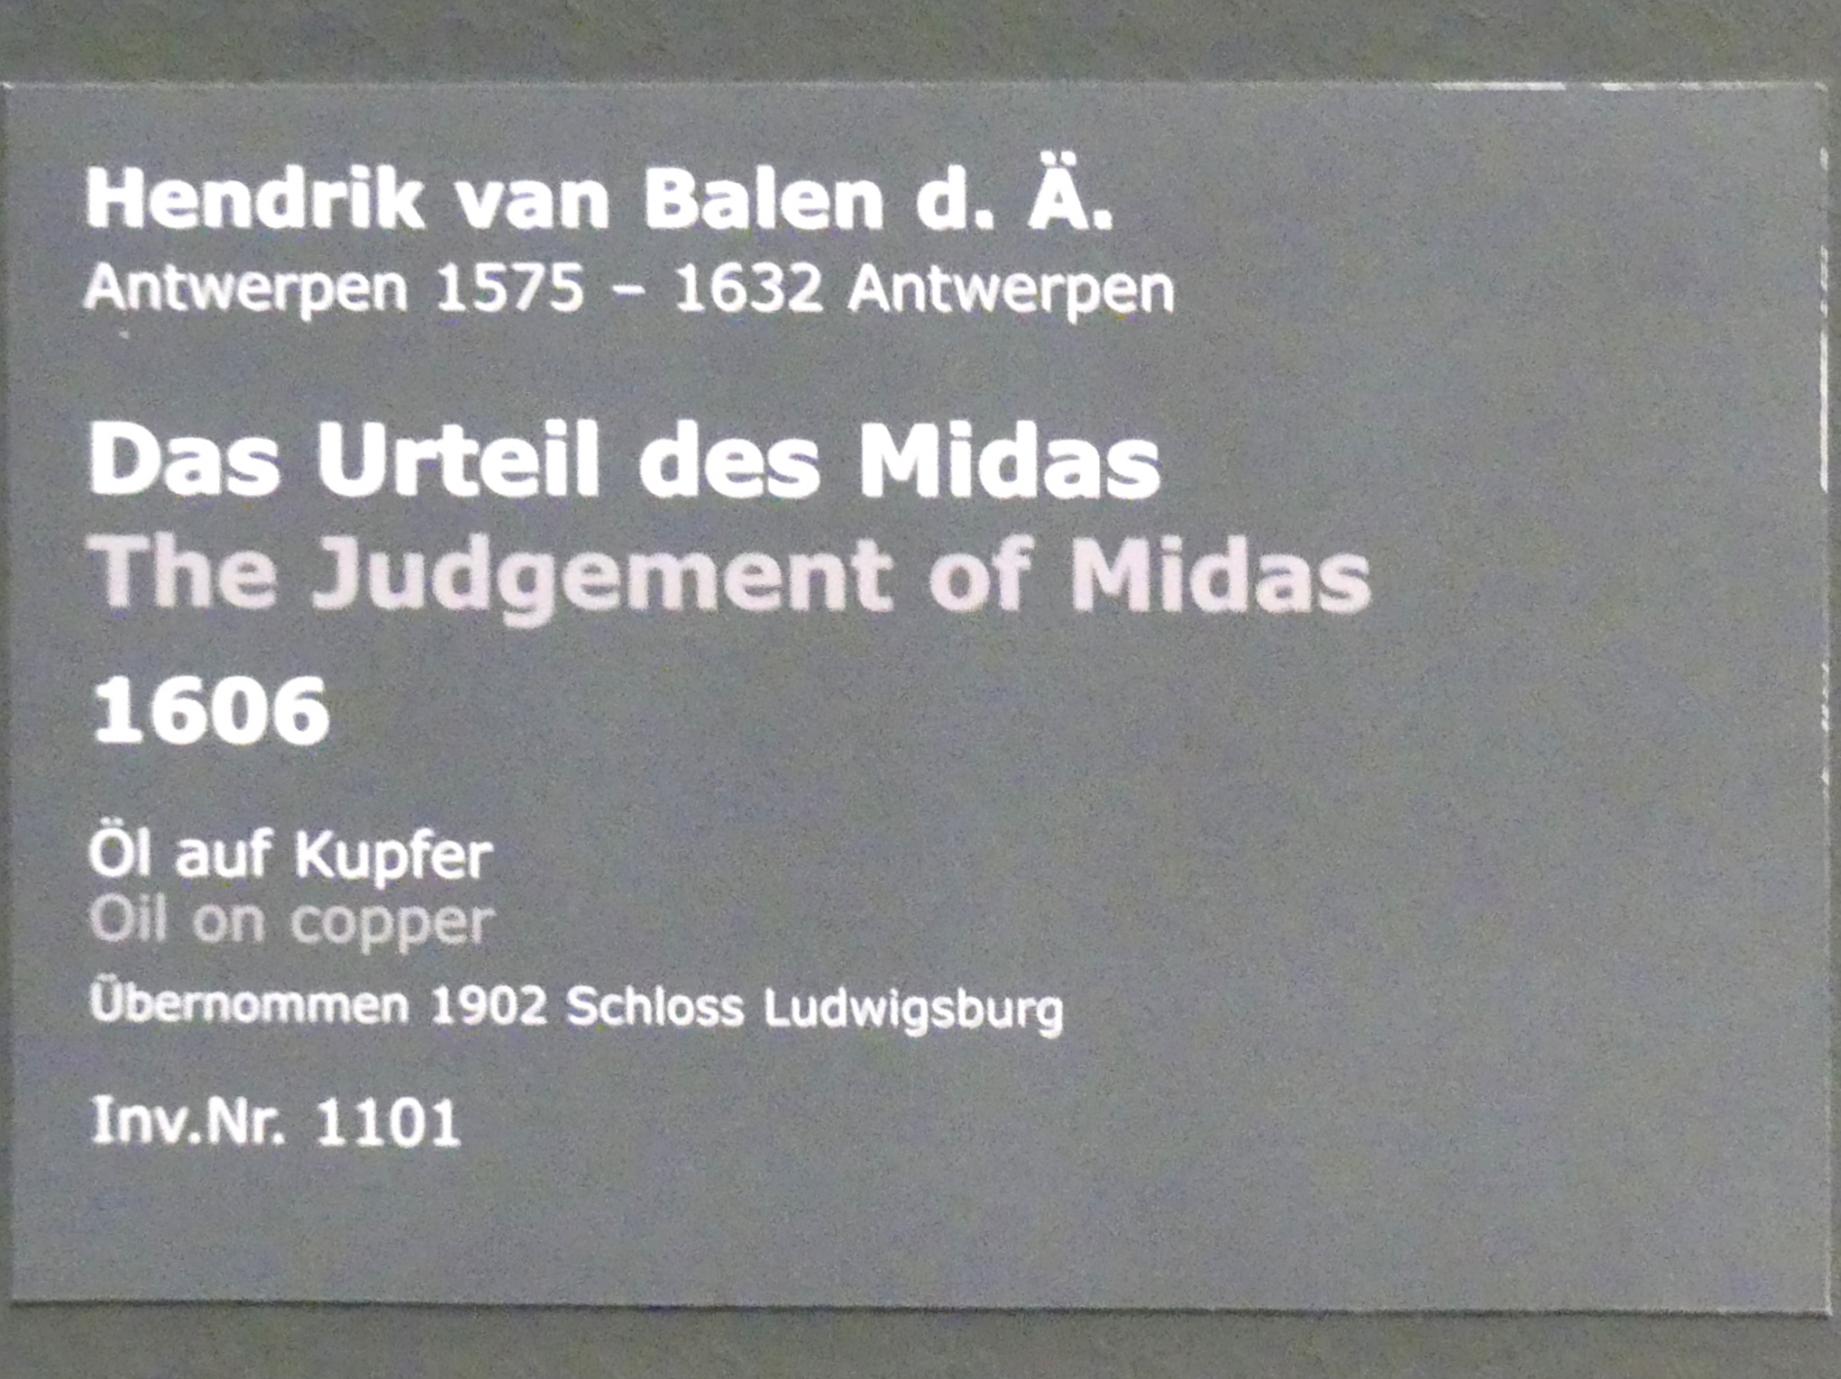 Hendrik van Balen d. Ä.
Antwerpen 1575 – 1632 Antwerpen
Das Urteil des Midas
The Judgement of Midas
1606
Öl auf Kupfer
Oil on copper
Übernommen 1902 Schloss Ludwigsburg
Inv.Nr. 1101